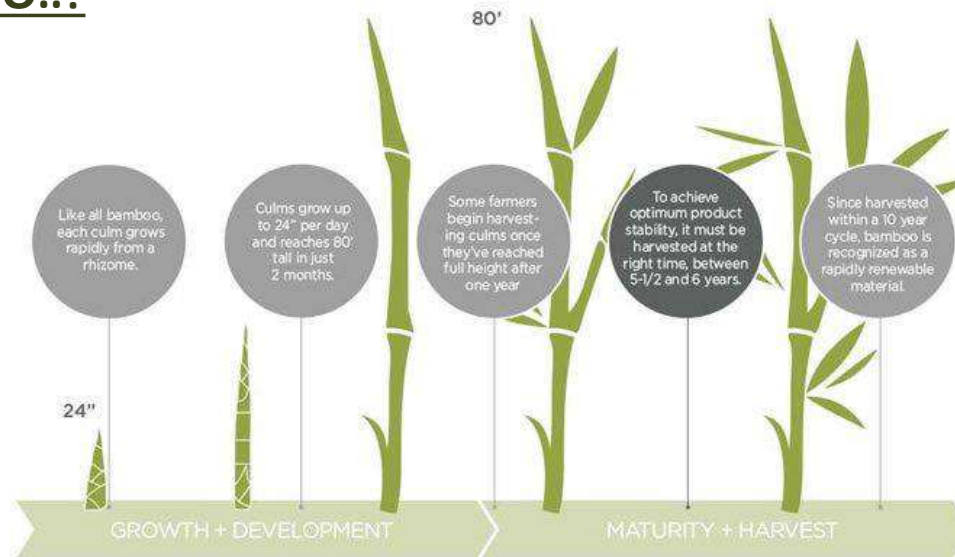 80'
Like all bamboo,
each culm grows
rapidly from a
rhizome.
Culms grow up
to 24" per day
and reaches 80'
tall in just
2 months.
Some farmers
begin harvest-
ing culms once
they've reached
full height after
one year
To achieve
optimum product
stability, it must be
harvested at the
right time, between
5-1/2 and 6 years.
Since harvested
within a 10 year
cycle, bamboo is
recognized as a
rapidly renewable
material.
24"
GROWTH + DEVELOPMENT
MATURITY + HARVEST